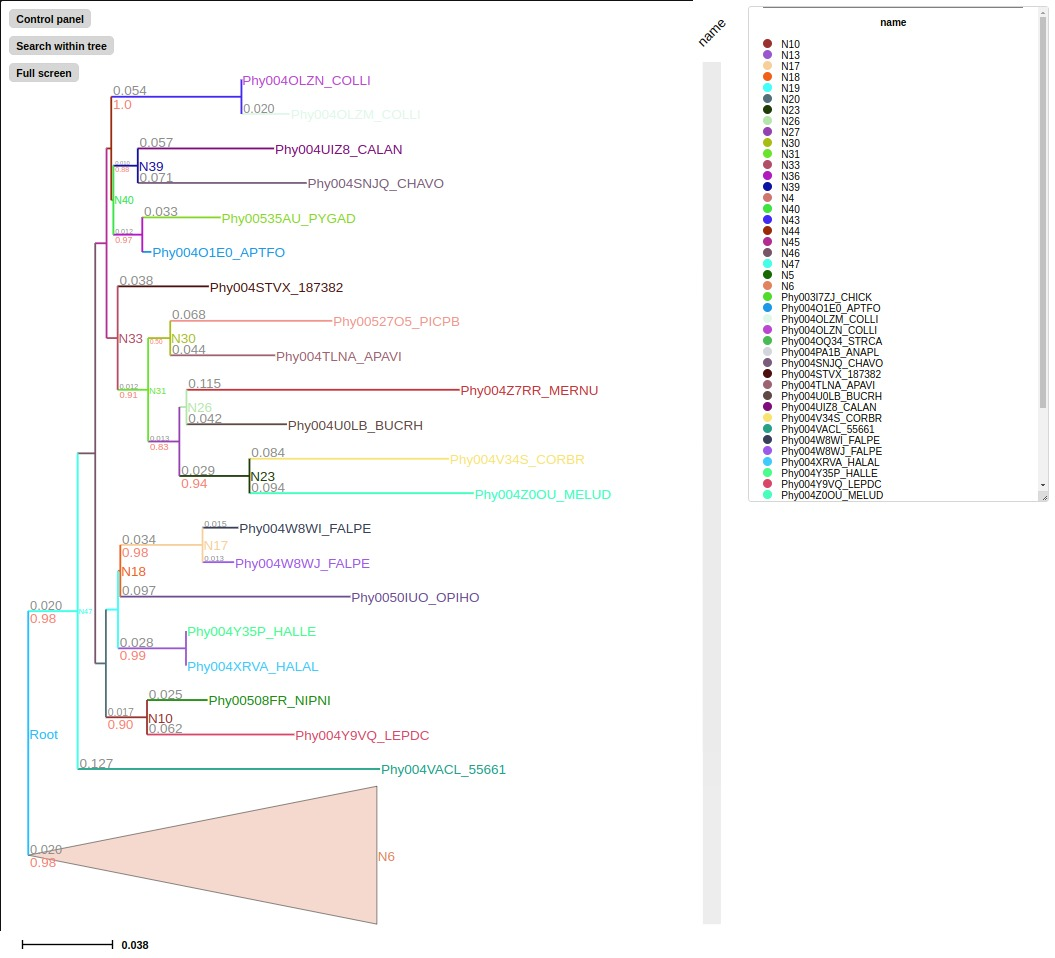 Control panel
Search within tree
Full screen
name
Phy004OLZN_COLLI
0.054
1.0
0.020
Phy004OLZM_COLLI
0.057
Phy004UIZ8_CALAN
N39
0.071
Phy004SNJQ_CHAVO
N40
0.033
Phy00535AU_PYGAD
0.012
0.97
Phy004O1E0_APTFO
0.038
Phy004STVX_187382
0.068
Phy00527O5_PICPB
N33
N30
0.044
Phy004TLNA_APAVI
0.012
0.91
N31
0.115
Phy004Z7RR_MERNU
N26
0.042
Phy004U0LB_BUCRH
0.013
0.83
0.084
Phy004V34S_CORBR
0.029
0.94
N23
0.094
Phy004Z0OU_MELUD
0.015
Phy004W8WI_FALPE
0.034
0.98
N17
0.013
Phy004W8WJ_FALPE
N18
0.097
Phy0050IUO_OPIHO
0.020
0.98
N47
Phy004Y35P_HALLE
0.028
0.99
Phy004XRVA_HALAL
0.025
Phy00508FR_NIPNI
0.017
0.90
N10
0.062
Phy004Y9VQ_LEPDC
Root
0.127
Phy004VACL_55661
0.020
0.98
N6
0.038
name
N10
N13
N17
N18
N19
N20
N23
N26
N27
N30
N31
N33
N36
N39
N4
N40
N43
N44
N45
N46
N47
N5
N6
Phy003I7ZJ_CHICK
Phy004O1E0_APTFO
Phy004OLZM_COLLI
Phy004OLZN_COLLI
Phy004OQ34_STRCA
Phy004PA1B_ANAPL
Phy004SNJQ_CHAVO
Phy004STVX_187382
Phy004TLNA_APAVI
Phy004U0LB_BUCRH
Phy004UIZ8_CALAN
Phy004V34S_CORBR
Phy004VACL_55661
Phy004W8WI_FALPE
Phy004W8WJ_FALPE
Phy004XRVA_HALAL
Phy004Y35P_HALLE
Phy004Y9VQ_LEPDC
Phy004Z0OU_MELUD